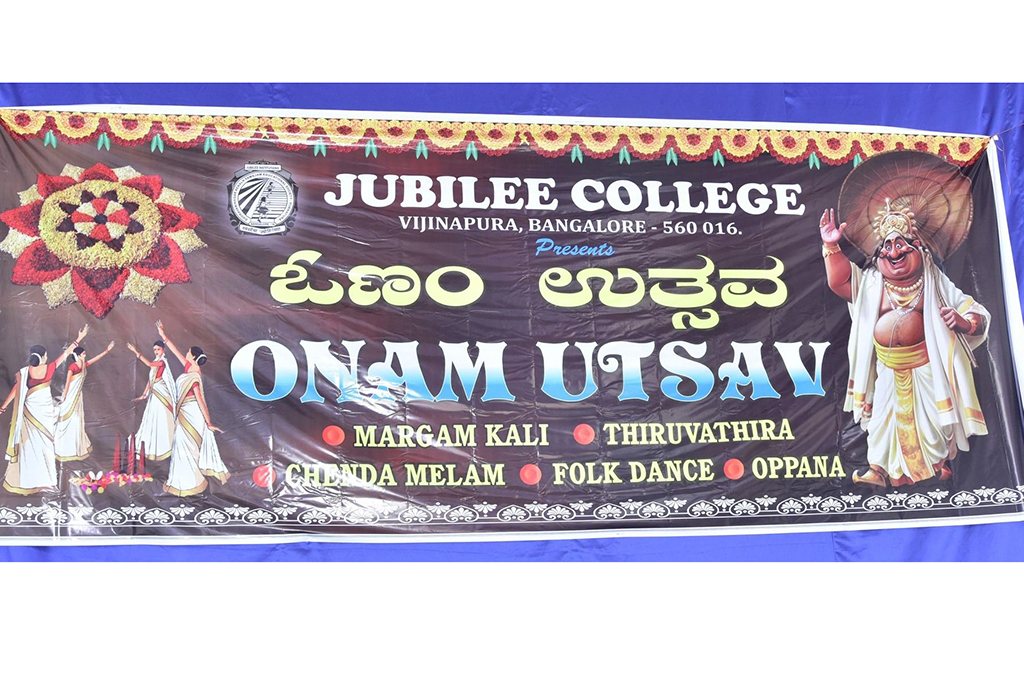 JUBILEE COLLEGE
VIJINAPURA, BANGALORE - 560 016.
Presents
ಓಣಂ ಉತ್ಸವ
ONAM UTSAV
MARGAM KALI THIRUVATHIRA
CHENDA MELAM FOLK DANCE OPPANA